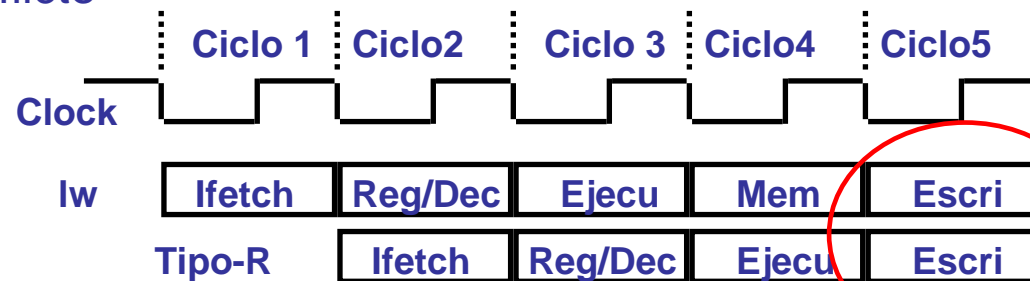 Ciclo 1 Ciclo2 Ciclo 3 Ciclo4 Ciclo5
Clock
lw Ifetch Reg/Dec Ejecu Mem Escri
Tipo-R Ifetch Reg/Dec Ejecu Escri